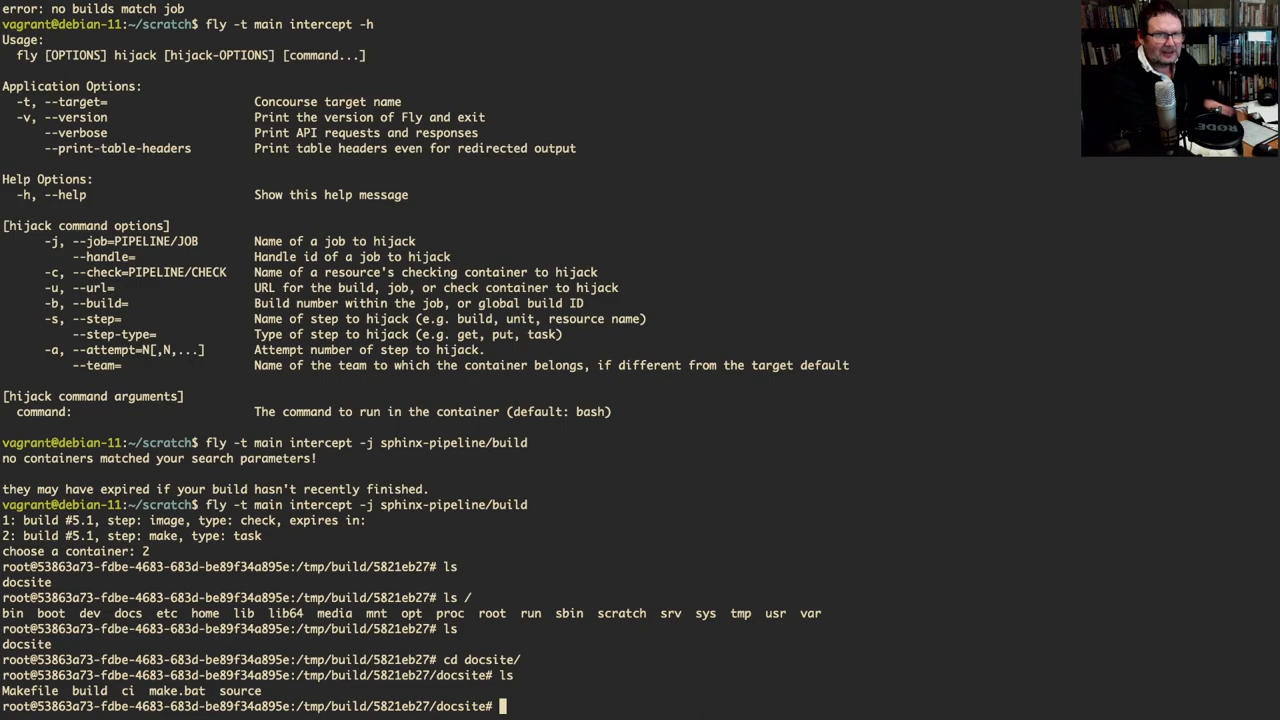 error: no builds match job
vagrant@debian-11:~/scratch$ fly -t main intercept -h
Usage:
  fly [OPTIONS] hijack [hijack-OPTIONS] [command...]

Application Options:
  -t, --target=                Concourse target name
  -v, --version                Print the version of Fly and exit
      --verbose                Print API requests and responses
      --print-table-headers    Print table headers even for redirected output

Help Options:
  -h, --help                   Show this help message

[hijack command options]
      -j, --job=PIPELINE/JOB       Name of a job to hijack
          --handle=                Handle id of a job to hijack
      -c, --check=PIPELINE/CHECK   Name of a resource's checking container to hijack
      -u, --url=                   URL for the build, job, or check container to hijack
      -b, --build=                 Build number within the job, or global build ID
      -s, --step=                  Name of step to hijack (e.g. build, unit, resource name)
          --step-type=             Type of step to hijack (e.g. get, put, task)
      -a, --attempt=N[,N,...]      Attempt number of step to hijack.
          --team=                  Name of the team to which the container belongs, if different from the target default

[hijack command arguments]
  command:                     The command to run in the container (default: bash)

vagrant@debian-11:~/scratch$ fly -t main intercept -j sphinx-pipeline/build
no containers matched your search parameters!

they may have expired if your build hasn't recently finished.
vagrant@debian-11:~/scratch$ fly -t main intercept -j sphinx-pipeline/build
1: build #5.1, step: image, type: check, expires in:
2: build #5.1, step: make, type: task
choose a container: 2
root@53863a73-fdbe-4683-683d-be89f34a895e:/tmp/build/5821eb27# ls
docsite
root@53863a73-fdbe-4683-683d-be89f34a895e:/tmp/build/5821eb27# ls /
bin  boot  dev  docs  etc  home  lib  lib64  media  mnt  opt  proc  root  run  sbin  scratch  srv  sys  tmp  usr  var
root@53863a73-fdbe-4683-683d-be89f34a895e:/tmp/build/5821eb27# ls
docsite
root@53863a73-fdbe-4683-683d-be89f34a895e:/tmp/build/5821eb27# cd docsite/
root@53863a73-fdbe-4683-683d-be89f34a895e:/tmp/build/5821eb27/docsite# ls
Makefile  build  ci  make.bat  source
root@53863a73-fdbe-4683-683d-be89f34a895e:/tmp/build/5821eb27/docsite#
RODE